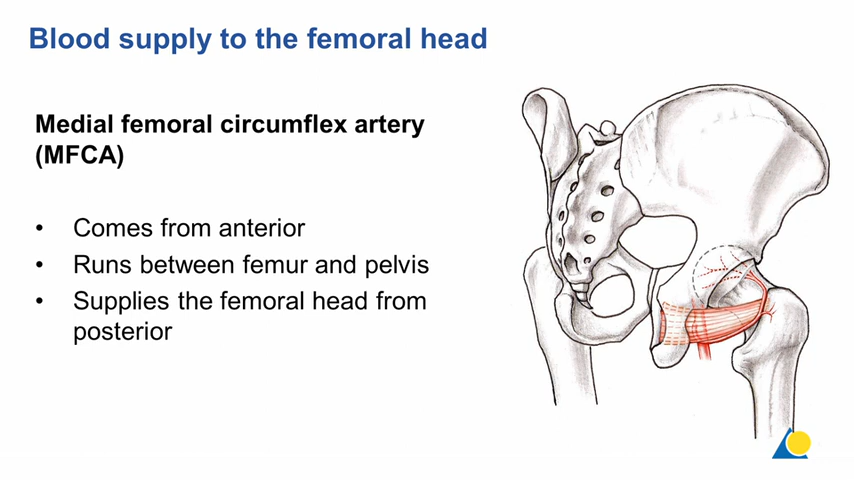 Blood supply to the femoral head
Medial femoral circumflex artery
(MFCA)
• Comes from anterior
• Runs between femur and pelvis
• Supplies the femoral head from
posterior